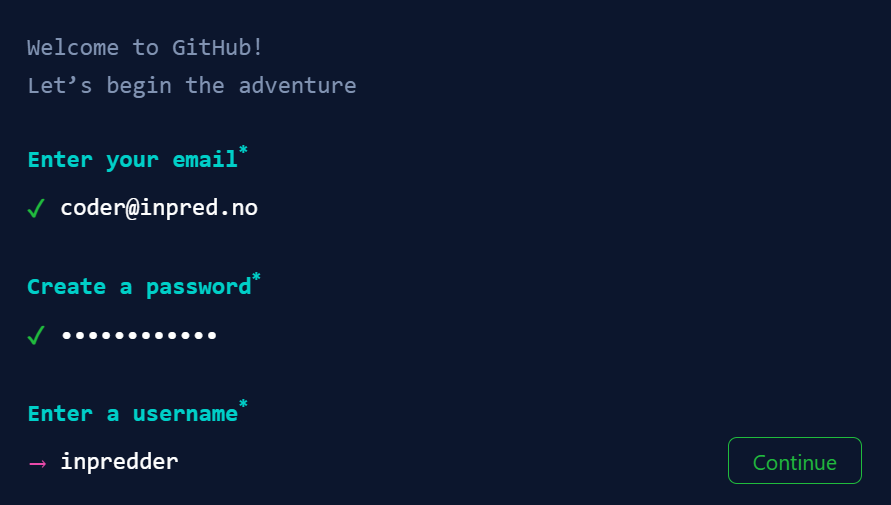 Welcome to GitHub!
Let’s begin the adventure
Enter your email*
✓ coder@inpred.no
Create a password*
✓ ••••••••••••
Enter a username*
→ inpredder
Continue